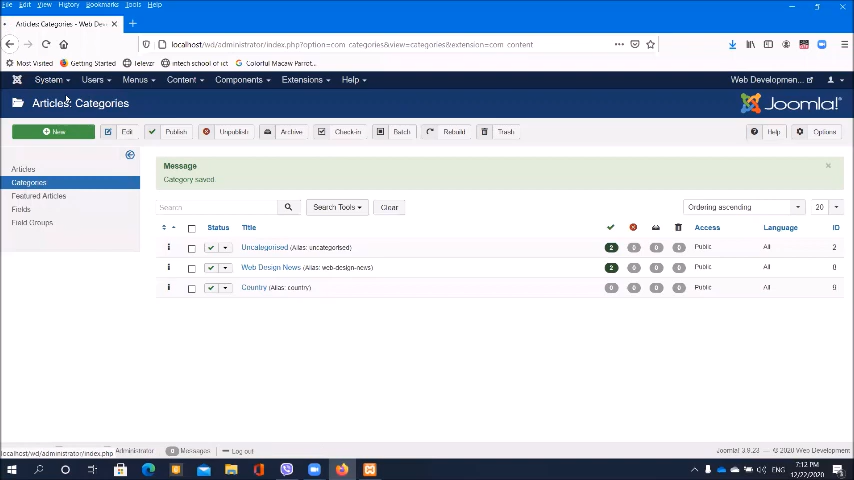 File Edit View History Bookmarks Tools Help
Articles: Categories - Web Dev
localhost/wd/administrator/index.php?option=com_categories&view=categories&extension=com_content
Most Visited Getting Started Televzr intech school of ict Colorful Macaw Parrot...
System Users Menus Content Components Extensions Help Web Developmen...
Articles: Categories Joomla!
New Edit Publish Unpublish Archive Check-in Batch Rebuild Trash Help Options
Articles
Categories
Featured Articles
Fields
Field Groups
Message
Category saved.
Search Search Tools Clear Ordering ascending 20
Status Title Access Language ID
Uncategorised (Alias: uncategorised) 2 0 0 0 Public All 2
Web Design News (Alias: web-design-news) 2 0 0 0 Public All 8
Country (Alias: country) 0 0 0 0 Public All 9
localhost/wd/administrator/index.php Administrator 0 Messages Log out Joomla! 3.9.23 — © 2020 Web Development
7:12 PM
12/22/2020